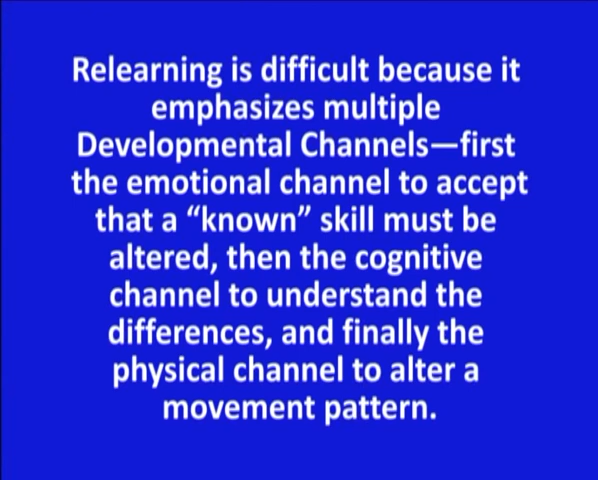 Relearning is difficult because it
emphasizes multiple
Developmental Channels—first
the emotional channel to accept
that a “known” skill must be
altered, then the cognitive
channel to understand the
differences, and finally the
physical channel to alter a
movement pattern.